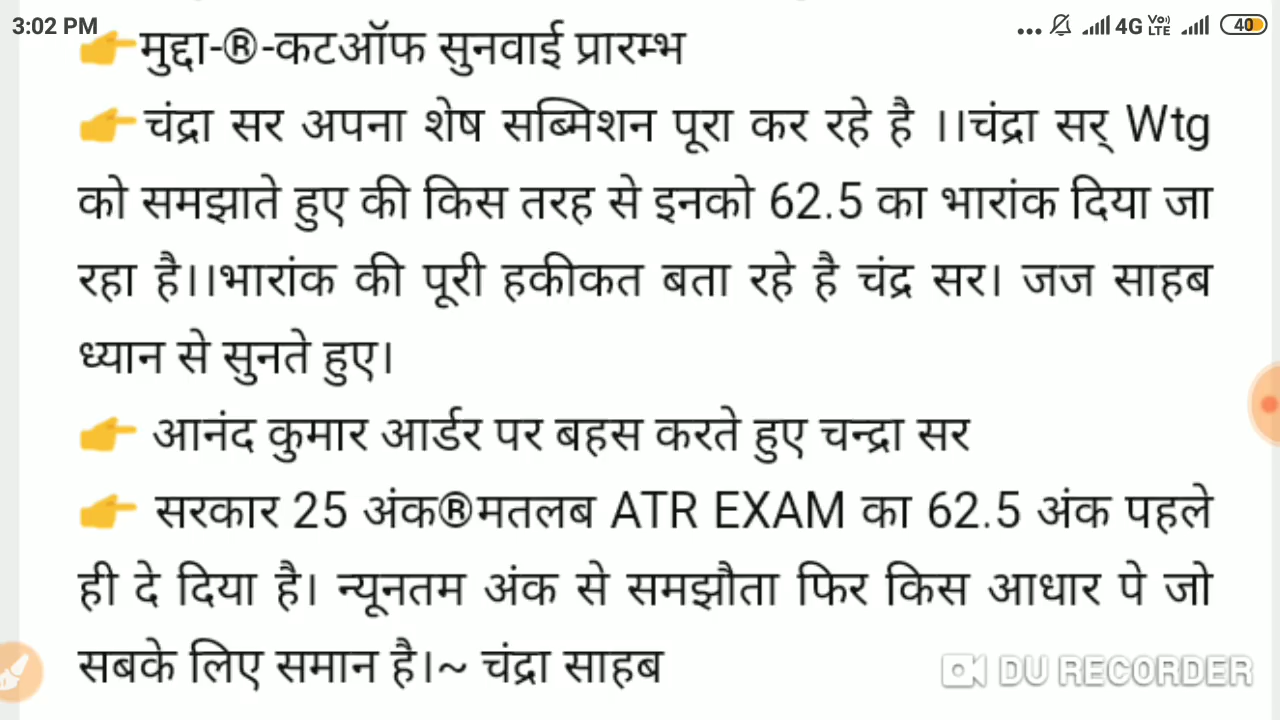 3:02 PM ... 4G Vo)) LTE 40
👉मुद्दा-®-कटऑफ सुनवाई प्रारम्भ
👉चंद्रा सर अपना शेष सब्मिशन पूरा कर रहे है ।।चंद्रा सर् Wtg
को समझाते हुए की किस तरह से इनको 62.5 का भारांक दिया जा
रहा है।।भारांक की पूरी हकीकत बता रहे है चंद्र सर। जज साहब
ध्यान से सुनते हुए।
👉 आनंद कुमार आर्डर पर बहस करते हुए चन्द्रा सर
👉 सरकार 25 अंक®मतलब ATR EXAM का 62.5 अंक पहले
ही दे दिया है। न्यूनतम अंक से समझौता फिर किस आधार पे जो
सबके लिए समान है।~ चंद्रा साहब
DU RECORDER